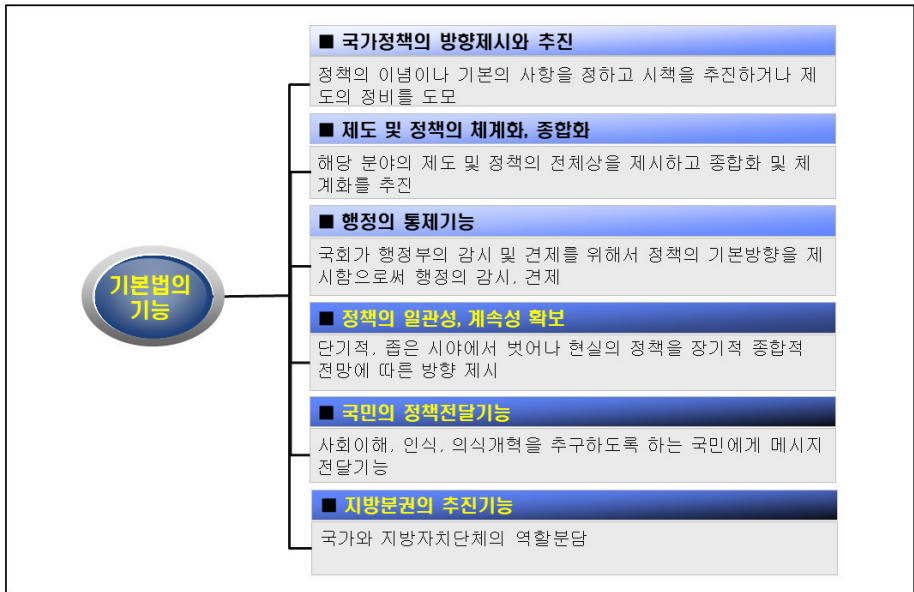 기본법의
기능
■ 국가정책의 방향제시와 추진
정책의 이념이나 기본의 사항을 정하고 시책을 추진하거나 제
도의 정비를 도모
■ 제도 및 정책의 체계화, 종합화
해당 분야의 제도 및 정책의 전체상을 제시하고 종합화 및 체
계화를 추진
■ 행정의 통제기능
국회가 행정부의 감시 및 견제를 위해서 정책의 기본방향을 제
시함으로써 행정의 감시, 견제
■ 정책의 일관성, 계속성 확보
단기적, 좁은 시야에서 벗어나 현실의 정책을 장기적 종합적
전망에 따른 방향 제시
■ 국민의 정책전달기능
사회이해, 인식, 의식개혁을 추구하도록 하는 국민에게 메시지
전달기능
■ 지방분권의 추진기능
국가와 지방자치단체의 역할분담